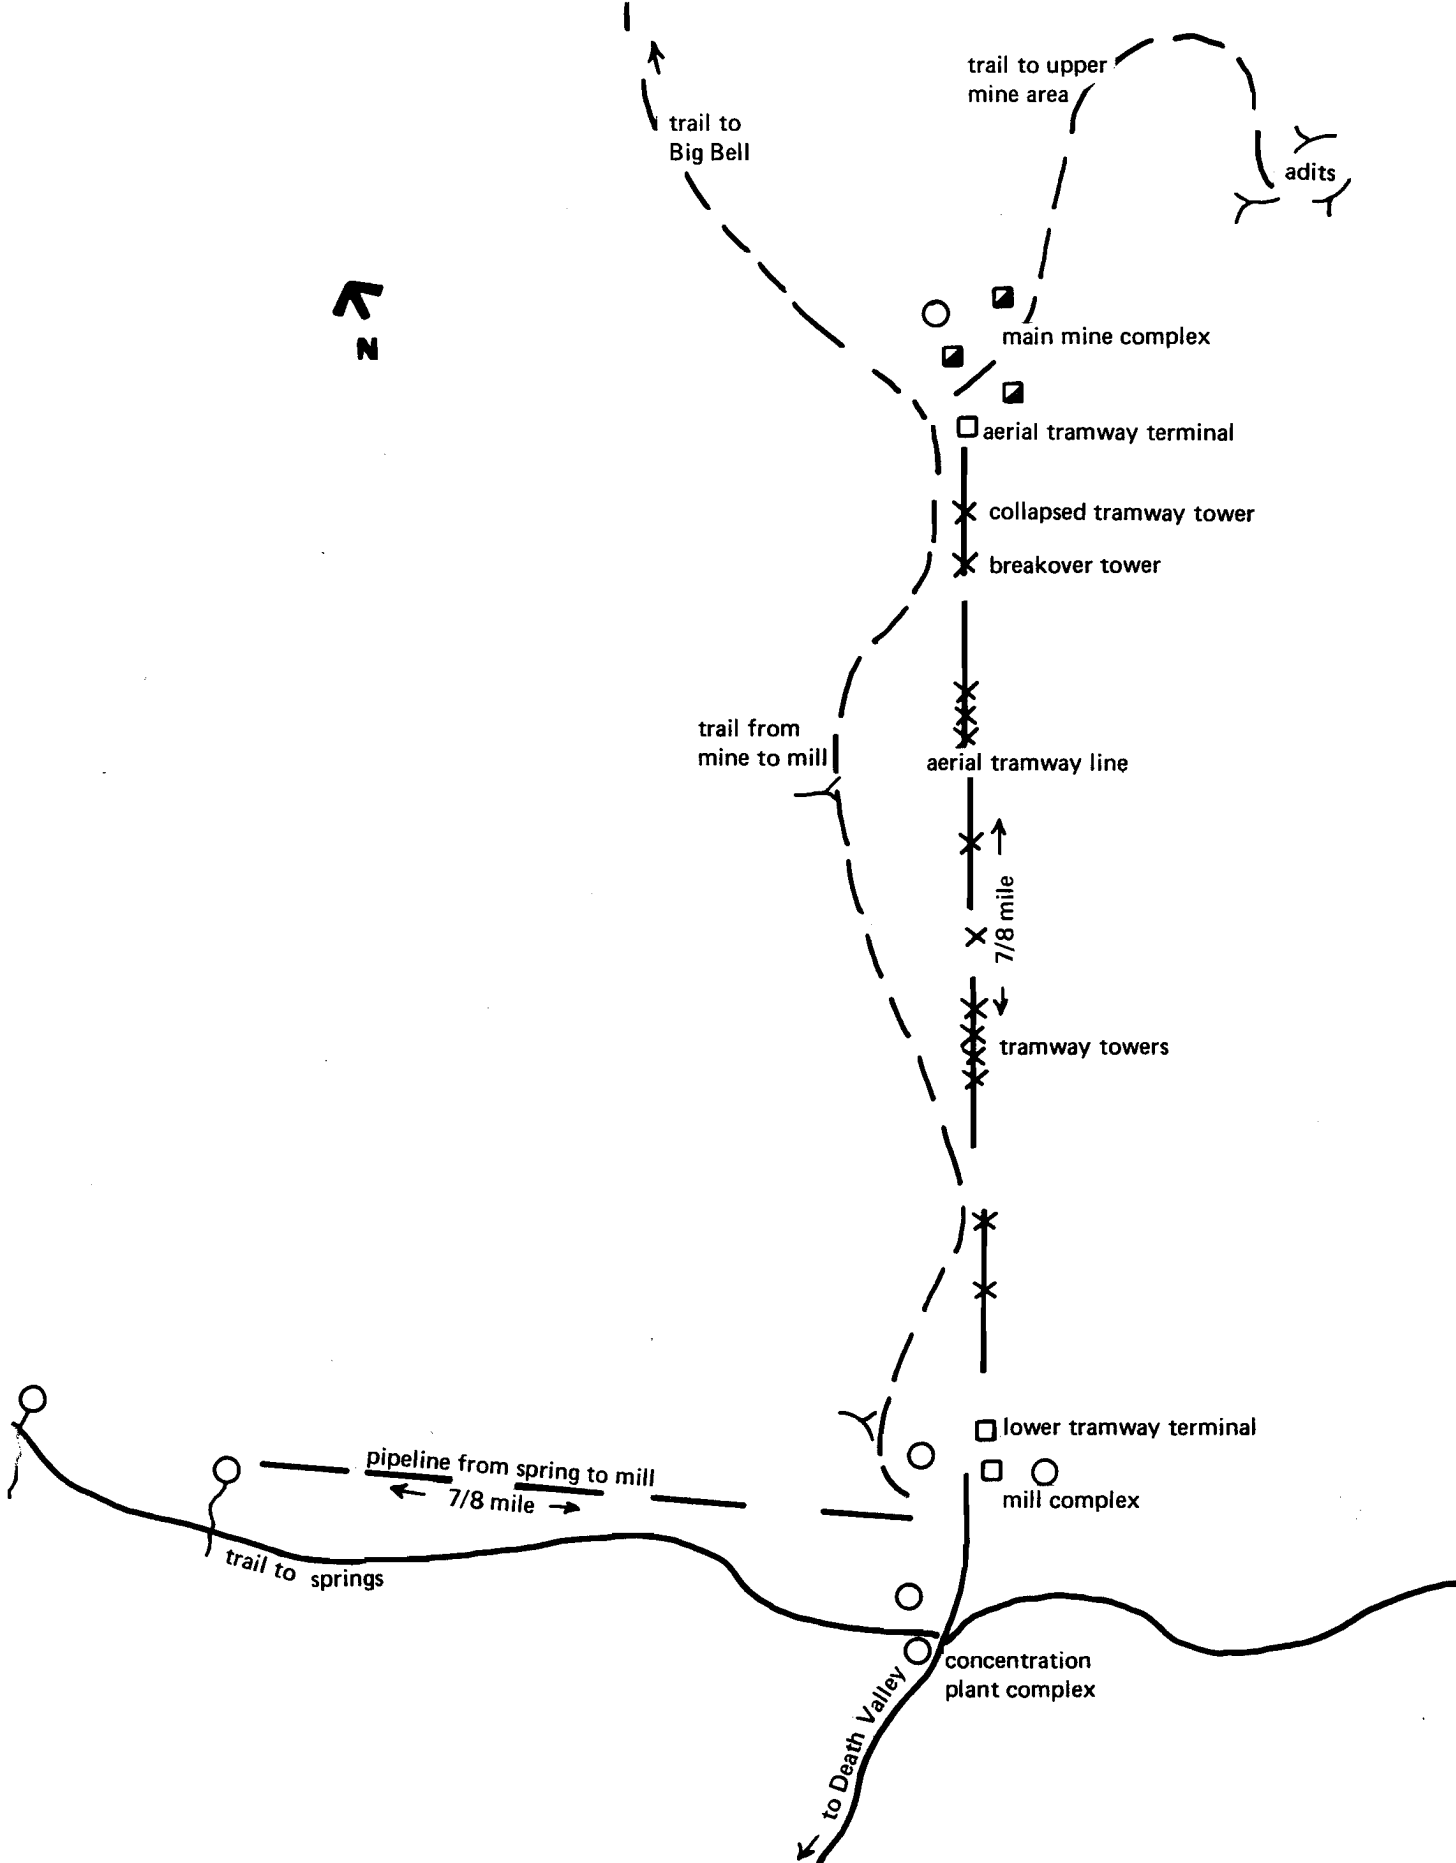 trail to upper
mine area
trail to
Big Bell
adits
N
main mine complex
aerial tramway terminal
collapsed tramway tower
breakover tower
trail from
mine to mill
aerial tramway line
7/8 mile
tramway towers
lower tramway terminal
pipeline from spring to mill
7/8 mile
mill complex
trail to springs
concentration
plant complex
to Death Valley